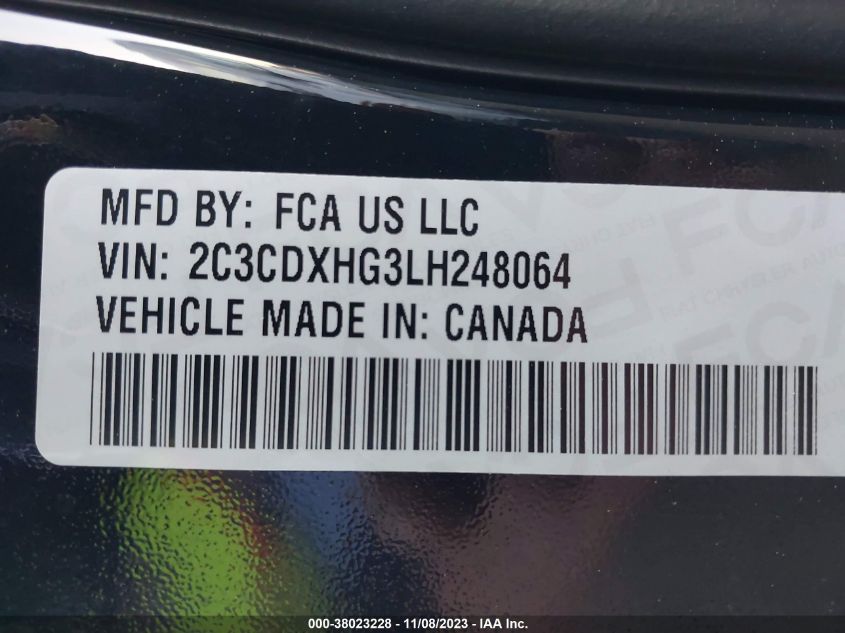 MFD BY: FCA US LLC
VIN: 2C3CDXHG3LH248064
VEHICLE MADE IN: CANADA
000-38023228 - 11/08/2023 - IAA Inc.